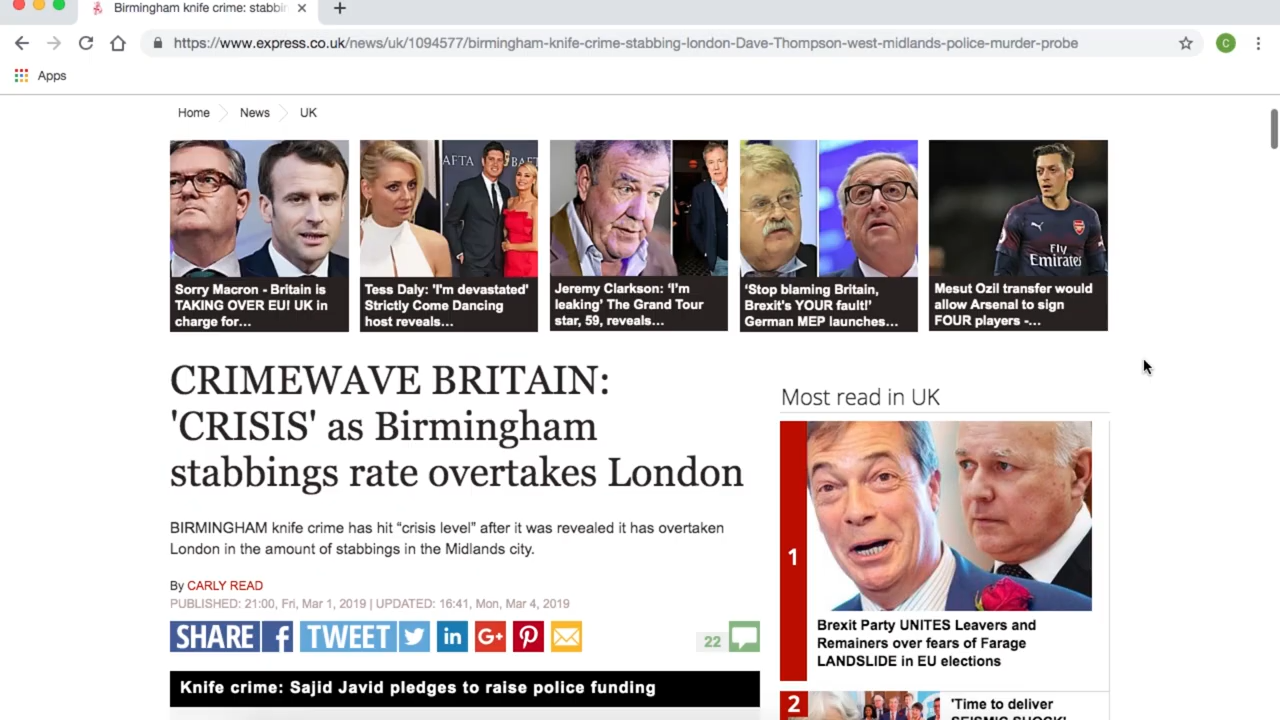 Birmingham knife crime: stabbin
https://www.express.co.uk/news/uk/1094577/birmingham-knife-crime-stabbing-london-Dave-Thompson-west-midlands-police-murder-probe
C
Apps
Home
News
UK
AFTA
BAFT
Fly
Emirates
Sorry Macron - Britain is
TAKING OVER EU! UK in
charge for...
Tess Daly: 'I'm devastated'
Strictly Come Dancing
host reveals...
Jeremy Clarkson: 'I'm
leaking' The Grand Tour
star, 59, reveals...
'Stop blaming Britain,
Brexit's YOUR fault!'
German MEP launches...
Mesut Ozil transfer would
allow Arsenal to sign
FOUR players -...
CRIMEWAVE BRITAIN:
'CRISIS' as Birmingham
stabbings rate overtakes London
BIRMINGHAM knife crime has hit “crisis level” after it was revealed it has overtaken
London in the amount of stabbings in the Midlands city.
By CARLY READ
PUBLISHED: 21:00, Fri, Mar 1, 2019 | UPDATED: 16:41, Mon, Mar 4, 2019
SHARE f TWEET in G+ 22
Knife crime: Sajid Javid pledges to raise police funding
Most read in UK
1
Brexit Party UNITES Leavers and
Remainers over fears of Farage
LANDSLIDE in EU elections
2
'Time to deliver
SEISMIC SHOCK!'